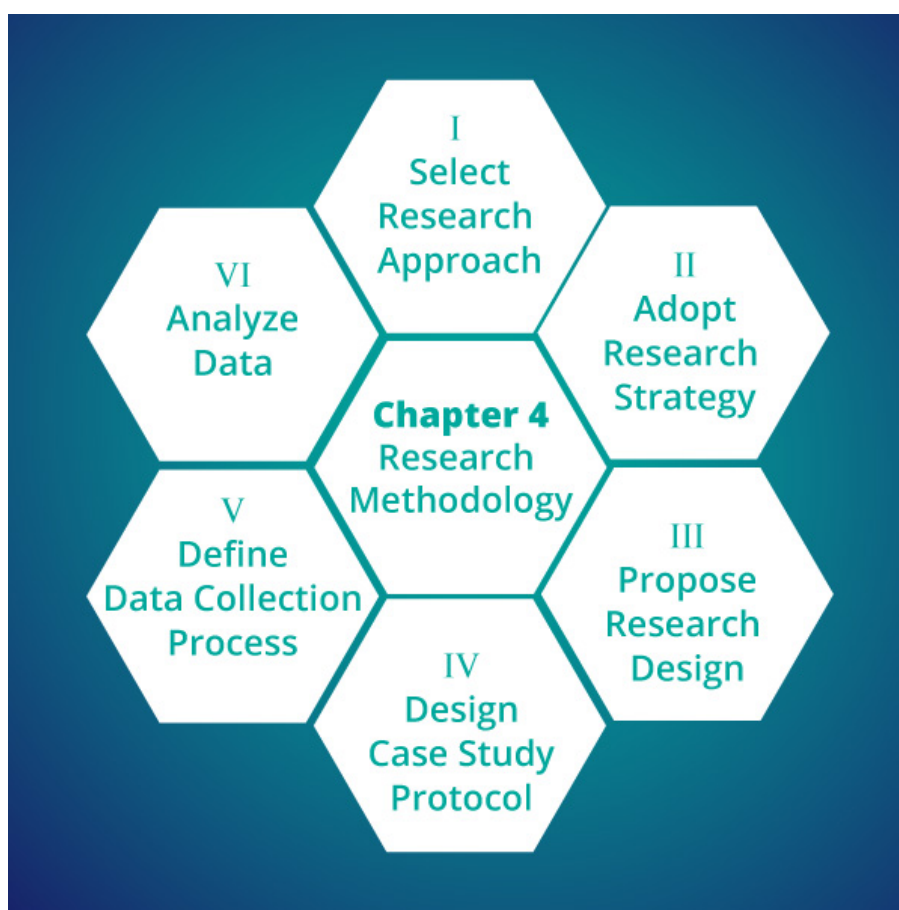 I
Select
Research
Approach
II
Adopt
Research
Strategy
III
Propose
Research
Design
IV
Design
Case Study
Protocol
V
Define
Data Collection
Process
VI
Analyze
Data
Chapter 4
Research
Methodology